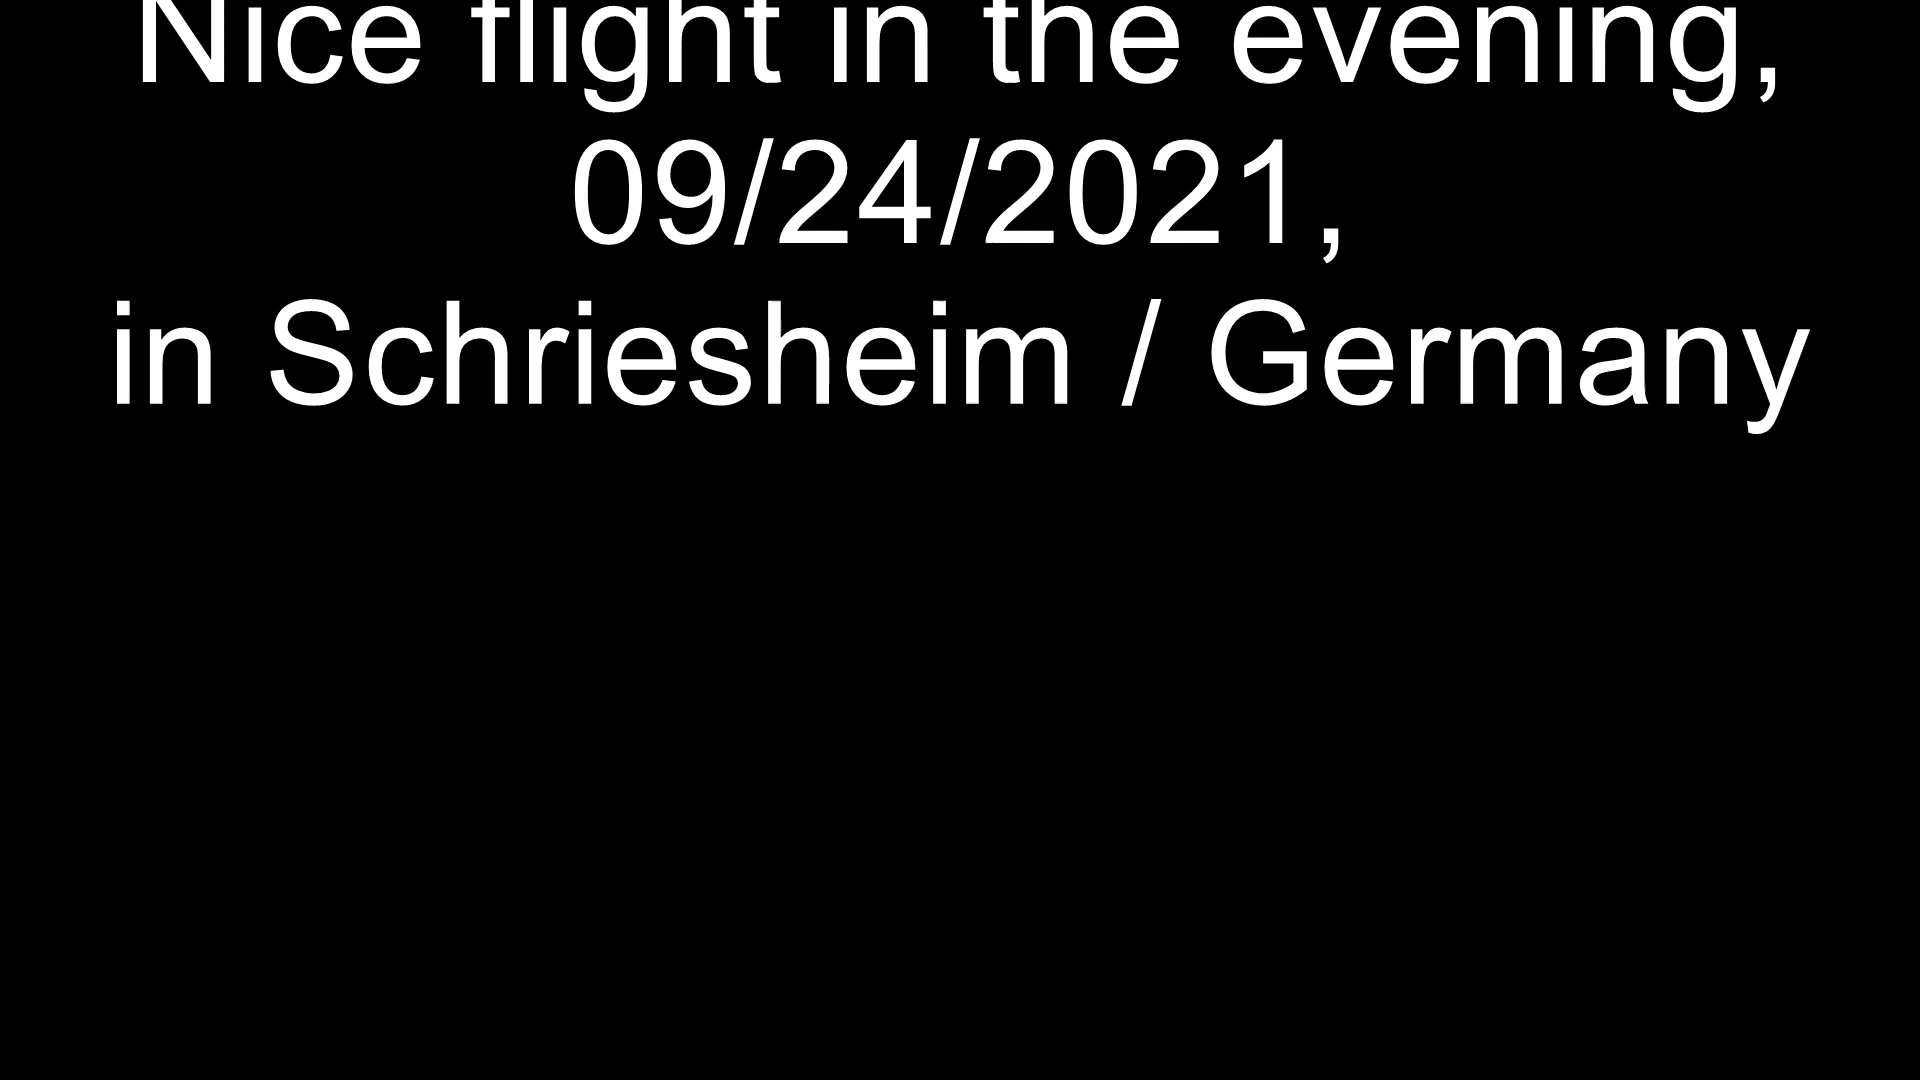 Nice flight in the evening,
09/24/2021,
in Schriesheim / Germany